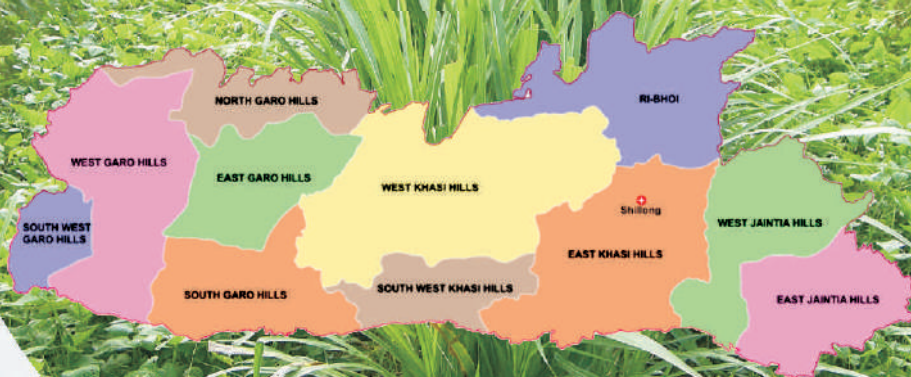 NORTH GARO HILLS
RI-BHOI
WEST GARO HILLS
EAST GARO HILLS
WEST KHASI HILLS
Shillong
SOUTH WEST
GARO HILLS
WEST JAINTIA HILLS
EAST KHASI HILLS
SOUTH GARO HILLS
SOUTH WEST KHASI HILLS
EAST JAINTIA HILLS